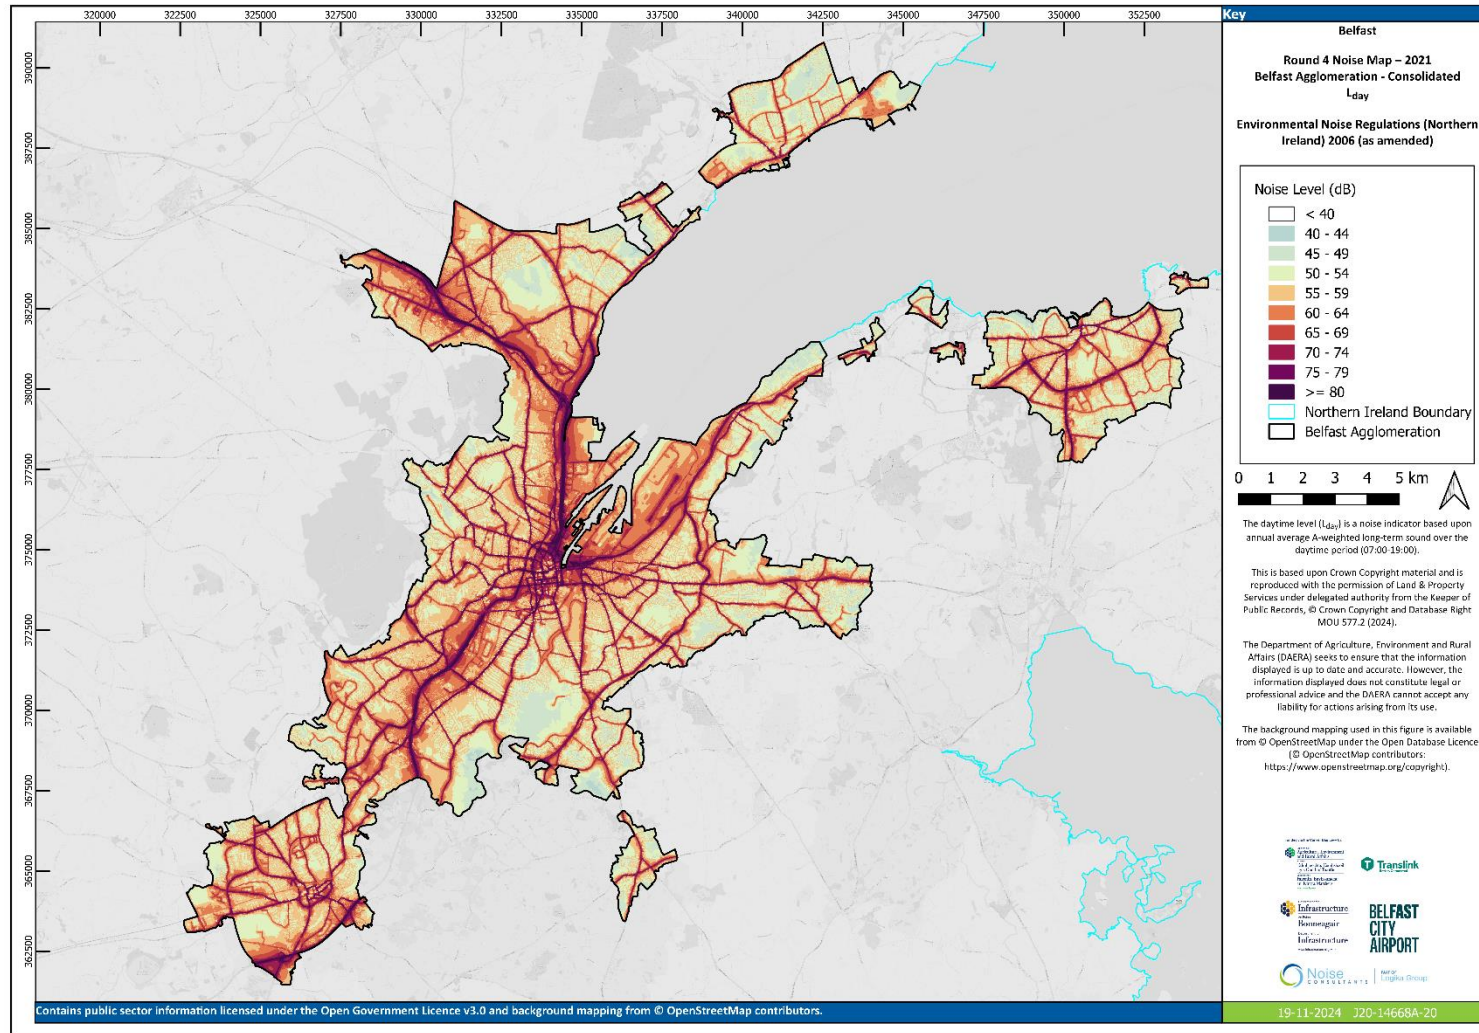 320000 322500 325000 327500 330000 332500 335000 337500 340000 342500 345000 347500 350000 352500
390000
387500
385000
382500
380000
377500
375000
372500
370000
367500
365000
362500
Key
Belfast
Round 4 Noise Map – 2021
Belfast Agglomeration - Consolidated
Lday
Environmental Noise Regulations (Northern
Ireland) 2006 (as amended)
Noise Level (dB)
< 40
40 - 44
45 - 49
50 - 54
55 - 59
60 - 64
65 - 69
70 - 74
75 - 79
>= 80
Northern Ireland Boundary
Belfast Agglomeration
0 1 2 3 4 5 km
The daytime level (Lday) is a noise indicator based upon
annual average A-weighted long-term sound over the
daytime period (07:00-19:00).
This is based upon Crown Copyright material and is
reproduced with the permission of Land & Property
Services under delegated authority from the Keeper of
Public Records, © Crown Copyright and Database Right
MOU 577.2 (2024).
The Department of Agriculture, Environment and Rural
Affairs (DAERA) seeks to ensure that the information
displayed is up to date and accurate. However, the
information displayed does not constitute legal or
professional advice and the DAERA cannot accept any
liability for actions arising from its use.
The background mapping used in this figure is available
from © OpenStreetMap under the Open Database Licence
(© OpenStreetMap contributors:
https://www.openstreetmap.org/copyright).
Translink
Infrastructure
Bonneagair
Infrastructure
BELFAST
CITY
AIRPORT
Noise
CONSULTANTS
PART OF
Logika Group
Contains public sector information licensed under the Open Government Licence v3.0 and background mapping from © OpenStreetMap contributors.
19-11-2024 J20-14668A-20